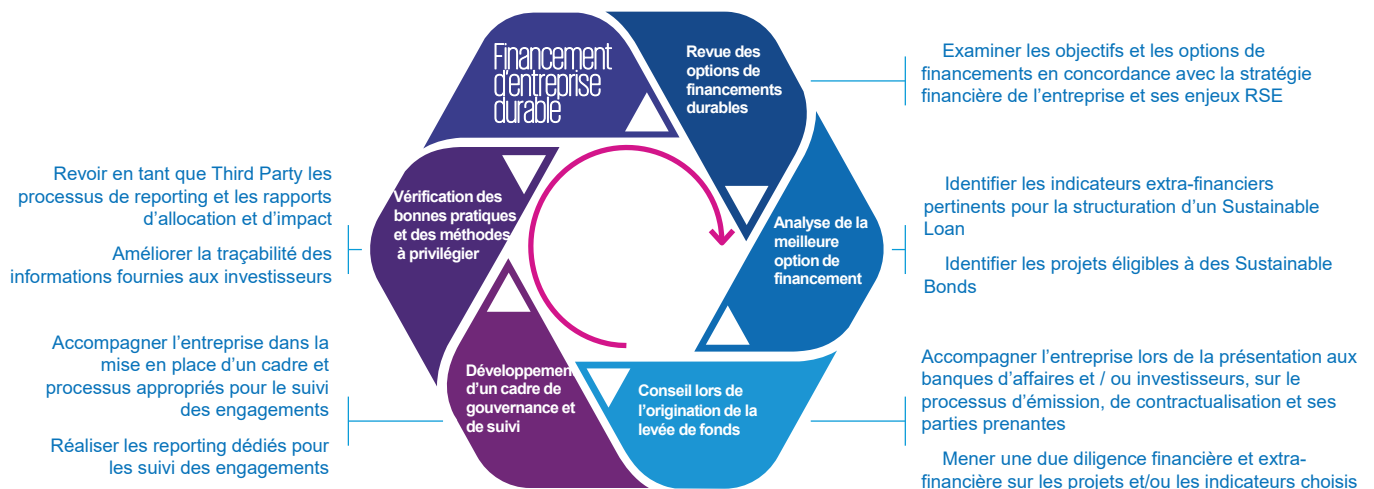 Financement
d'entreprise
durable
Revue des
options de
financements
durables
Examiner les objectifs et les options de
financements en concordance avec la stratégie
financière de l’entreprise et ses enjeux RSE
Analyse de la
meilleure
option de
financement
Identifier les indicateurs extra-financiers
pertinents pour la structuration d’un Sustainable
Loan
Identifier les projets éligibles à des Sustainable
Bonds
Conseil lors de
l’origination de la
levée de fonds
Accompagner l’entreprise lors de la présentation aux
banques d’affaires et / ou investisseurs, sur le
processus d’émission, de contractualisation et ses
parties prenantes
Mener une due diligence financière et extra-
financière sur les projets et/ou les indicateurs choisis
Développemen
d’un cadre de
gouvernance et
de suivi
Accompagner l’entreprise dans la
mise en place d’un cadre et
processus appropriés pour le suivi
des engagements
Réaliser les reporting dédiés pour
les suivi des engagements
Vérification des
bonnes pratiques
et des méthodes
à privilégier
Revoir en tant que Third Party les
processus de reporting et les rapports
d’allocation et d’impact
Améliorer la traçabilité des
informations fournies aux investisseurs